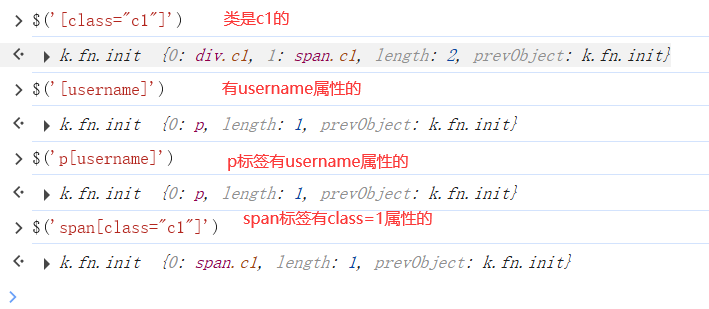 $('[class="c1"]') 类是c1的
k.fn.init {0: div.c1, 1: span.c1, length: 2, prevObject: k.fn.init}
$('[username]') 有username属性的
k.fn.init {0: p, length: 1, prevObject: k.fn.init}
$('p[username]') p标签有username属性的
k.fn.init {0: p, length: 1, prevObject: k.fn.init}
$('span[class="c1"]') span标签有class=1属性的
k.fn.init {0: span.c1, length: 1, prevObject: k.fn.init}